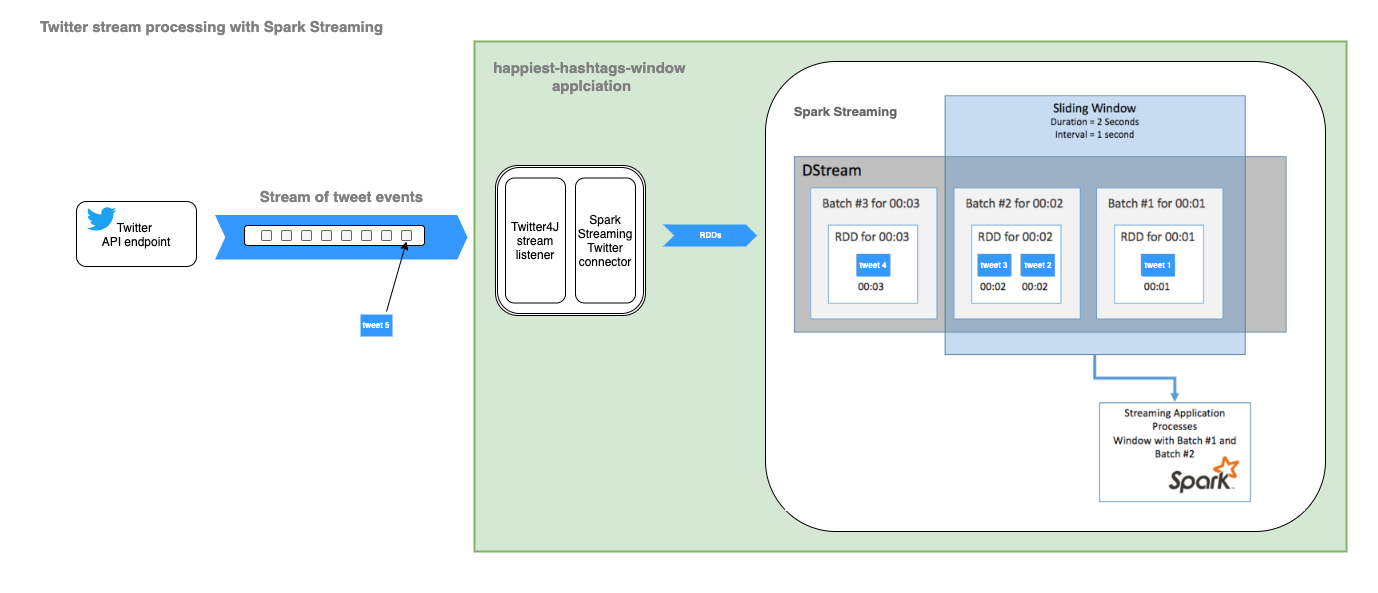 Twitter stream processing with Spark Streaming
happiest-hashtags-window
applciation
Spark Streaming
Sliding Window
Duration = 2 Seconds
Interval = 1 second
DStream
Batch #3 for 00:03
Batch #2 for 00:02
Batch #1 for 00:01
RDD for 00:03
RDD for 00:02
RDD for 00:01
tweet 4
tweet 3
tweet 2
tweet 1
00:03
00:02
00:02
00:01
Stream of tweet events
Twitter
API endpoint
Twitter4J
stream
listener
Spark
Streaming
Twitter
connector
RDDs
tweet 5
Streaming Application
Processes
Window with Batch #1 and
Batch #2
Spark